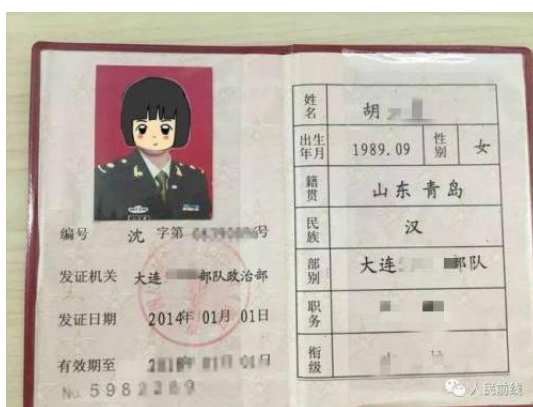 编号 沈 字第 号
发证机关 大连 部队政治部
发证日期 2014年 01月 01日
有效期至 01日
No. 5982
姓名 胡
出生年月 1989.09 性别 女
籍贯 山东 青岛
民族 汉
部别 大连 部队
职务
衔级
人民前线